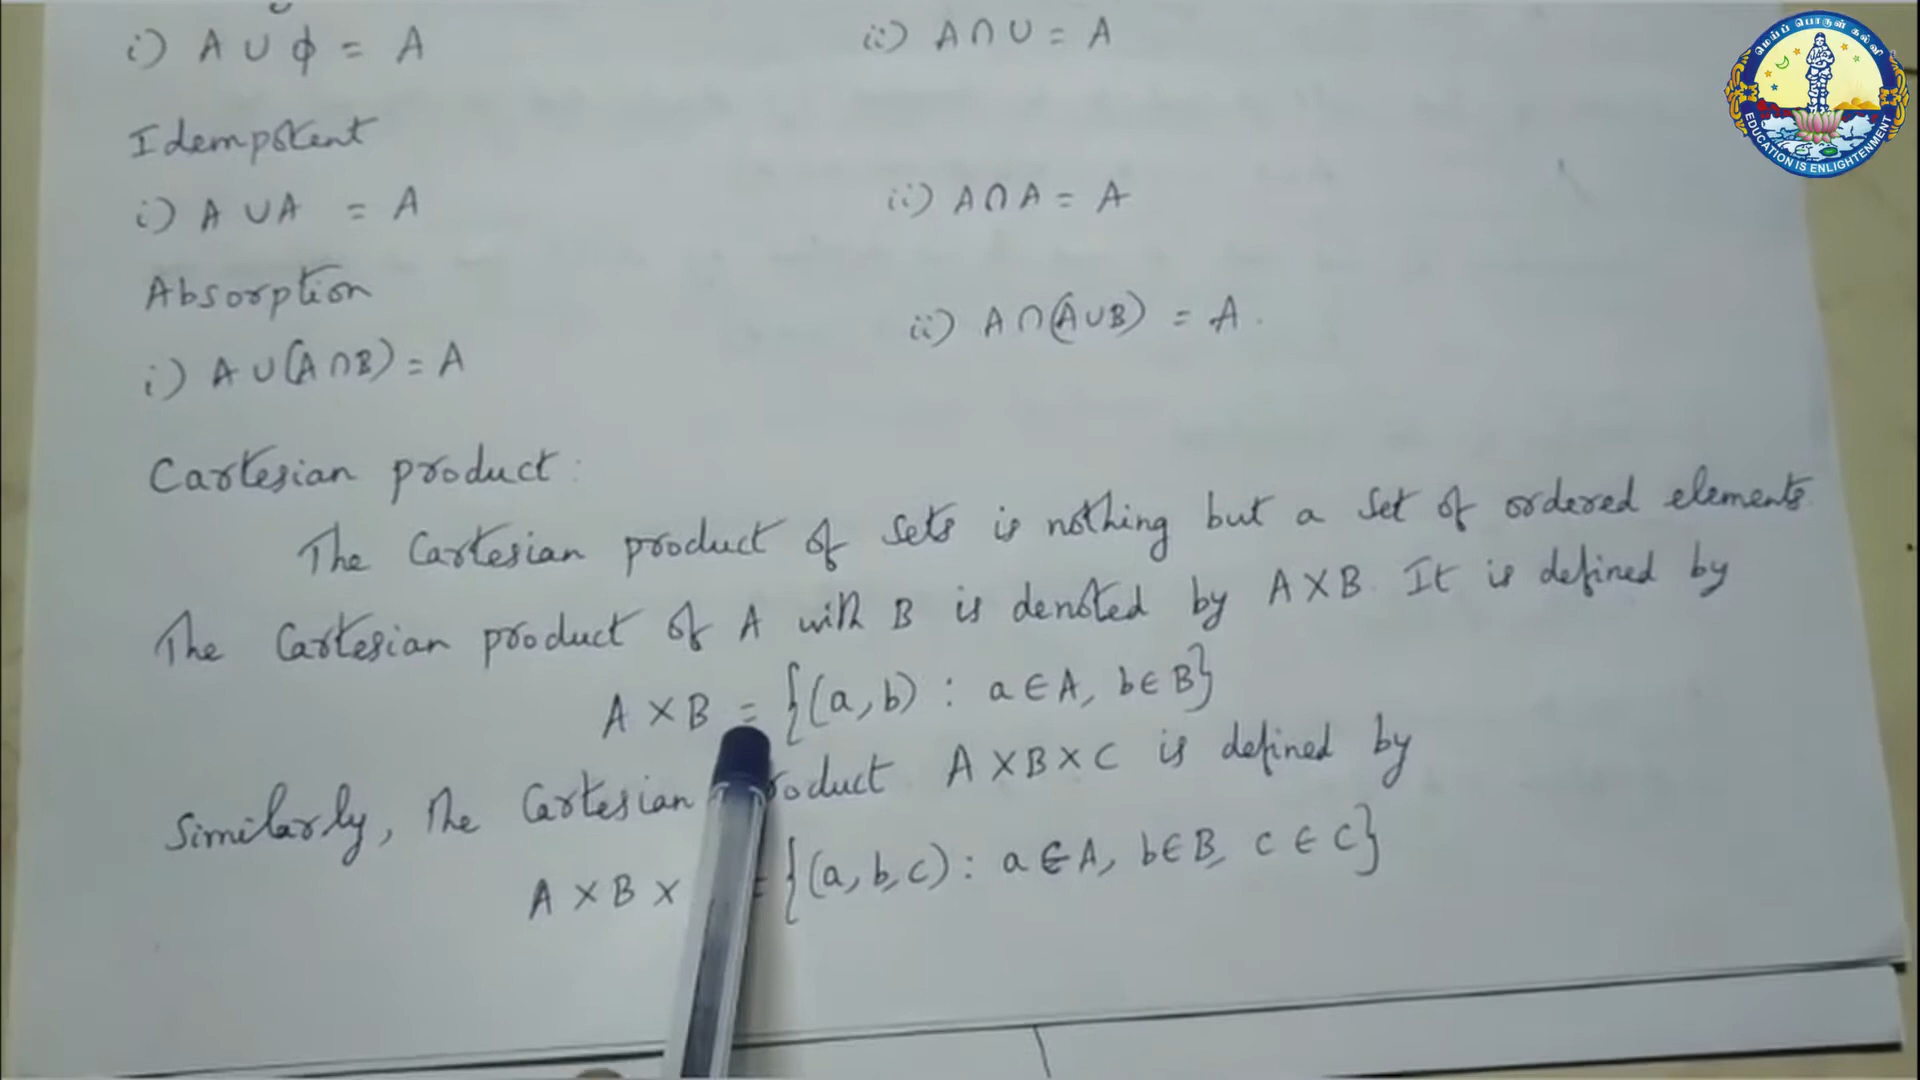 i) A ∪ ϕ = A
ii) A ∩ U = A
Idempotent
i) A ∪ A = A
ii) A ∩ A = A
Absorption
i) A ∪ (A ∩ B) = A
ii) A ∩ (A ∪ B) = A.
Cartesian product:
The Cartesian product of sets is nothing but a set of ordered elements
The Cartesian product of A with B is denoted by A X B. It is defined by
A × B = {(a, b) : a ∈ A, b ∈ B}
Similarly, The Cartesian product A × B × C is defined by
A × B × = {(a, b, c) : a ∈ A, b ∈ B, c ∈ C}
மெய்ப் பொருள் கல்வி
EDUCATION IS ENLIGHTENMENT